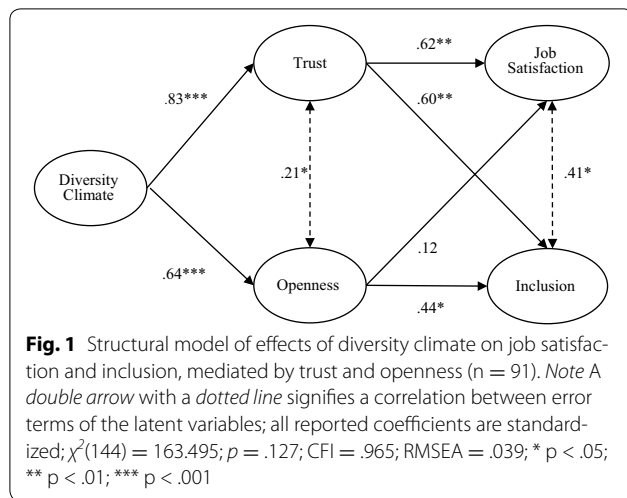 Trust
.62**
Job
Satisfaction
.83***
.60**
Diversity
Climate
.21*
.41*
.64***
.12
Openness
.44*
Inclusion
Fig. 1 Structural model of effects of diversity climate on job satisfac-
tion and inclusion, mediated by trust and openness (n = 91). Note A
double arrow with a dotted line signifies a correlation between error
terms of the latent variables; all reported coefficients are standard-
ized; χ²(144) = 163.495; p = .127; CFI = .965; RMSEA = .039; * p < .05;
** p < .01; *** p < .001